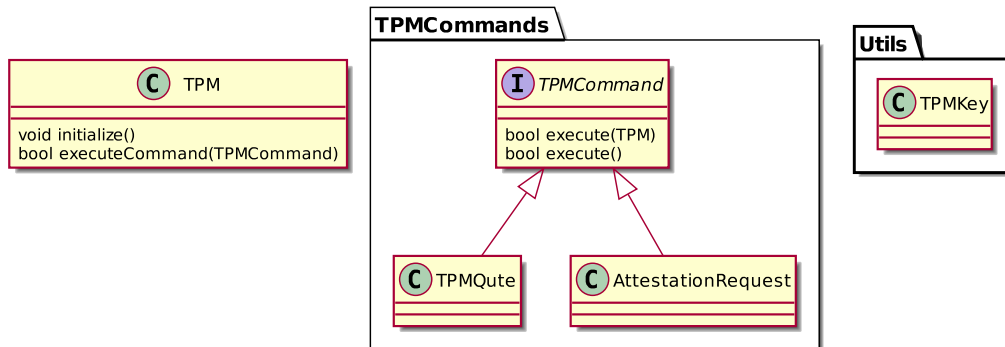 TPMCommands
Utils
C TPM
void initialize()
bool executeCommand(TPMCommand)
I TPMCommand
bool execute(TPM)
bool execute()
C TPMKey
C TPMQute
C AttestationRequest